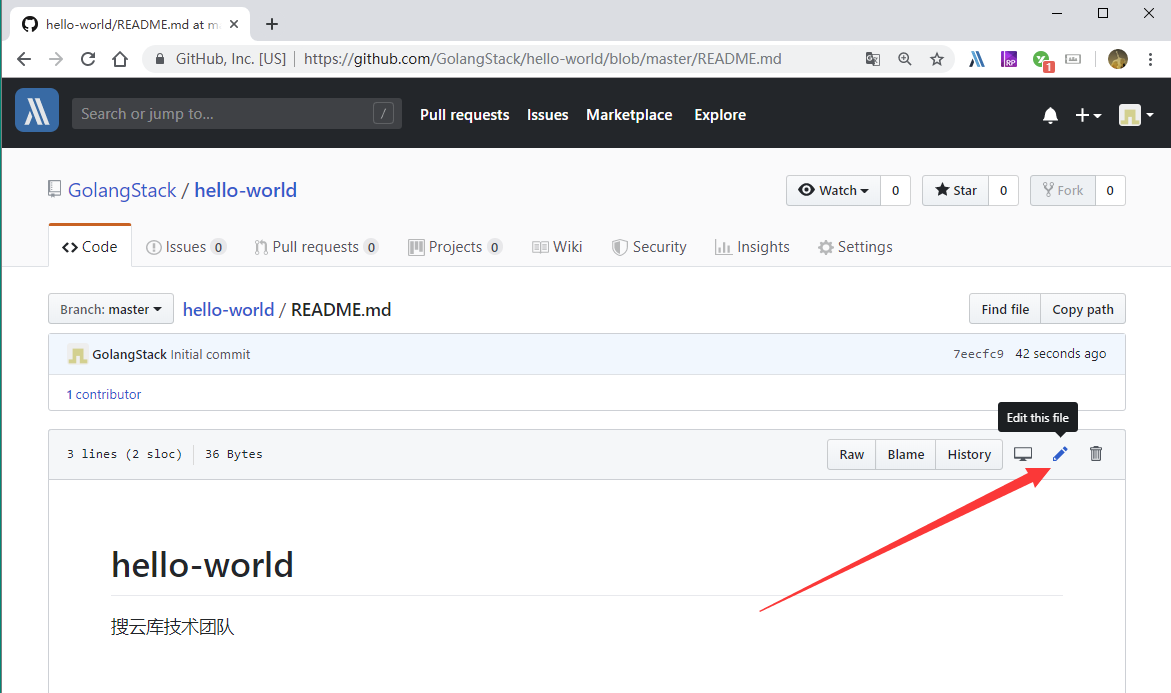 hello-world/README.md at m
GitHub, Inc. [US] | https://github.com/GolangStack/hello-world/blob/master/README.md
RP
1
Search or jump to... /
Pull requests Issues Marketplace Explore
GolangStack / hello-world
Watch 0 Star 0 Fork 0
Code Issues 0 Pull requests 0 Projects 0 Wiki Security Insights Settings
Branch: master hello-world / README.md Find file Copy path
GolangStack Initial commit 7eecfc9 42 seconds ago
1 contributor
Edit this file
3 lines (2 sloc) 36 Bytes Raw Blame History
hello-world
搜云库技术团队